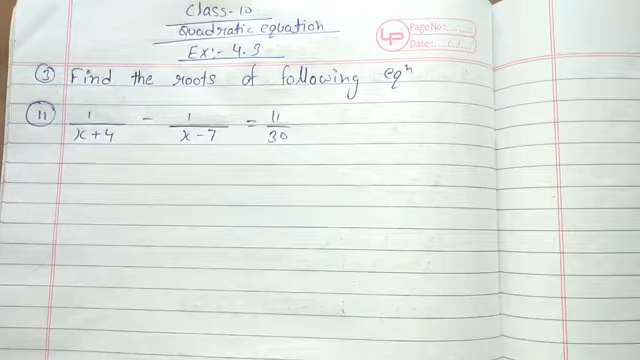 Class-10
Quadratic equation
Ex:- 4.3
LP
Page No:
Date:
③ Find the roots of following eqⁿ
(ii) 1/(x+4) - 1/(x-7) = 11/30